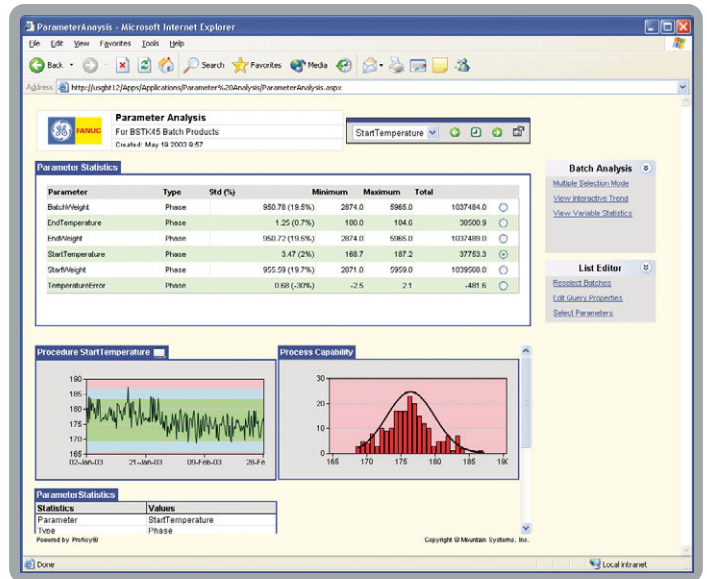 ParameterAnaysis - Microsoft Internet Explorer
File Edit View Favorites Tools Help
Back Search Favorites Media
Address http://usght12/Apps/Applications/Parameter%20Analysis/ParameterAnalysis.aspx
GE FANUC
Parameter Analysis
For BSTK45 Batch Products
Created: May 19 2003 9:57
StartTemperature
Parameter Statistics
Parameter Type Std (%) Minimum Maximum Total
BatchWeight Phase 950.78 (19.5%) 2874.0 5965.0 1037484.0
EndTemperature Phase 1.25 (0.7%) 100.0 104.6 38500.9
EndWeight Phase 950.72 (19.5%) 2874.0 5965.0 1037489.0
StartTemperature Phase 3.47 (2%) 168.7 187.2 37753.3
StartWeight Phase 955.59 (19.7%) 2871.0 5959.0 1039508.0
TemperatureError Phase 0.68 (-30%) -2.5 2.1 -481.6
Batch Analysis
Multiple Selection Mode
View Interactive Trend
View Variable Statistics
List Editor
Reselect Batches
Edit Query Properties
Select Parameters
Procedure StartTemperature
190
185
180
175
170
165
02-Jan-03 21-Jan-03 09-Feb-03 28-Fe
Process Capability
30
20
10
0
165 170 175 180 185 190
ParameterStatistics
Statistics Values
Parameter StartTemperature
Type Phase
Powered by Proficy® Copyright @ Mountain Systems, Inc.
Done Local intranet